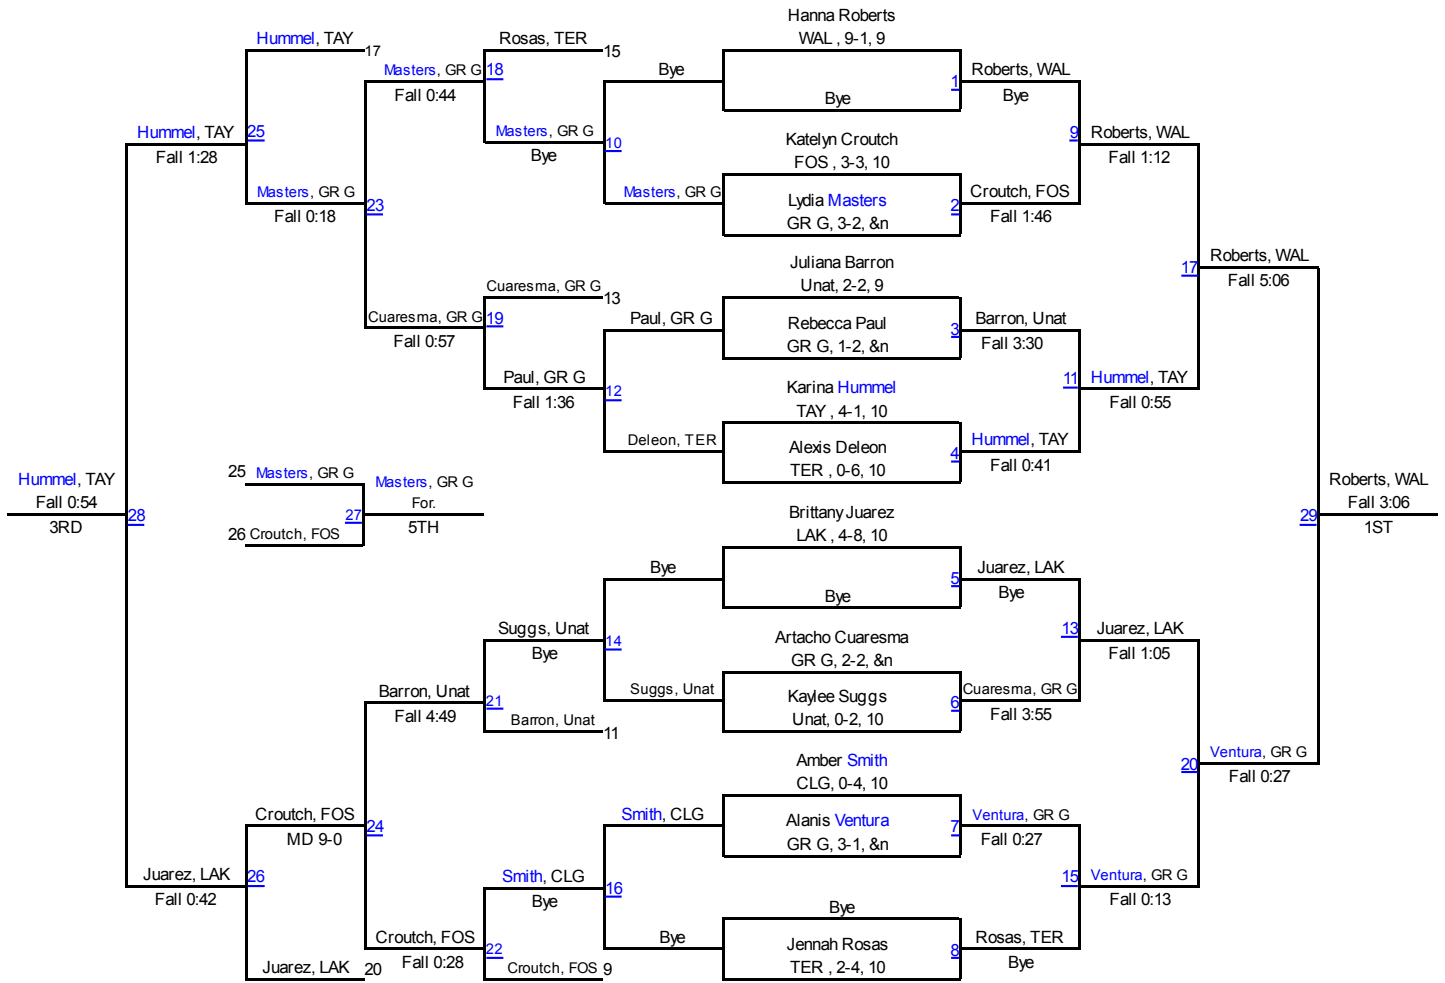 Hanna Roberts
WAL , 9-1, 9
Hummel, TAY
17
Rosas, TER
15
Masters, GR G
18
Fall 0:44
Bye
Bye
1
Roberts, WAL
Bye
Hummel, TAY
25
Fall 1:28
Masters, GR G
Bye
10
Katelyn Croutch
FOS , 3-3, 10
9
Roberts, WAL
Fall 1:12
Masters, GR G
Fall 0:18
23
Masters, GR G
Lydia Masters
GR G, 3-2, &n
2
Croutch, FOS
Fall 1:46
Juliana Barron
Unat, 2-2, 9
17
Roberts, WAL
Fall 5:06
Cuaresma, GR G
13
Cuaresma, GR G
19
Fall 0:57
Paul, GR G
Rebecca Paul
GR G, 1-2, &n
3
Barron, Unat
Fall 3:30
Paul, GR G
Fall 1:36
12
Karina Hummel
TAY , 4-1, 10
11
Hummel, TAY
Fall 0:55
Deleon, TER
Alexis Deleon
TER , 0-6, 10
4
Hummel, TAY
Fall 0:41
Hummel, TAY
Fall 0:54
3RD
28
25
Masters, GR G
26
Croutch, FOS
27
Masters, GR G
For.
5TH
Brittany Juarez
LAK , 4-8, 10
29
Roberts, WAL
Fall 3:06
1ST
Bye
Bye
5
Juarez, LAK
Bye
Suggs, Unat
Bye
14
Artacho Cuaresma
GR G, 2-2, &n
13
Juarez, LAK
Fall 1:05
Barron, Unat
Fall 4:49
21
Suggs, Unat
Kaylee Suggs
Unat, 0-2, 10
6
Cuaresma, GR G
Fall 3:55
Barron, Unat
11
Amber Smith
CLG, 0-4, 10
20
Ventura, GR G
Fall 0:27
Croutch, FOS
MD 9-0
24
Smith, CLG
Alanis Ventura
GR G, 3-1, &n
7
Ventura, GR G
Fall 0:27
Juarez, LAK
Fall 0:42
26
Smith, CLG
Bye
16
Bye
15
Ventura, GR G
Fall 0:13
Croutch, FOS
Fall 0:28
22
Bye
Jennah Rosas
TER , 2-4, 10
8
Rosas, TER
Bye
Juarez, LAK
20
Croutch, FOS
9